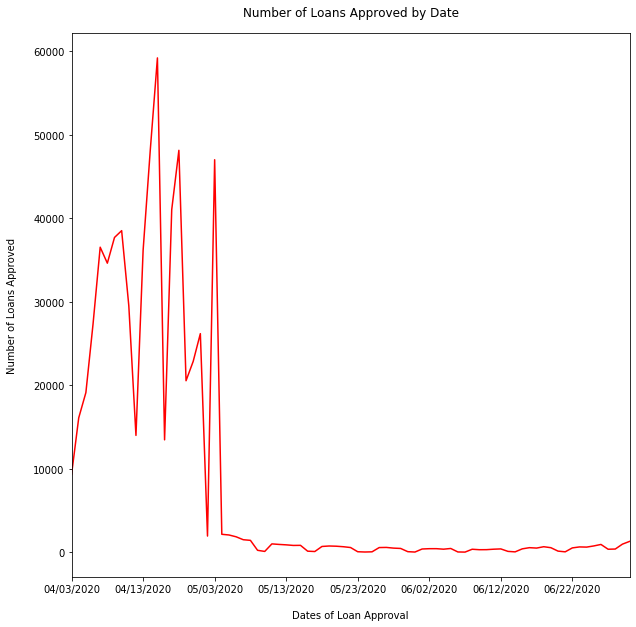 Number of Loans Approved by Date
60000
50000
40000
30000
20000
10000
0
Number of Loans Approved
04/03/2020 04/13/2020 05/03/2020 05/13/2020 05/23/2020 06/02/2020 06/12/2020 06/22/2020
Dates of Loan Approval